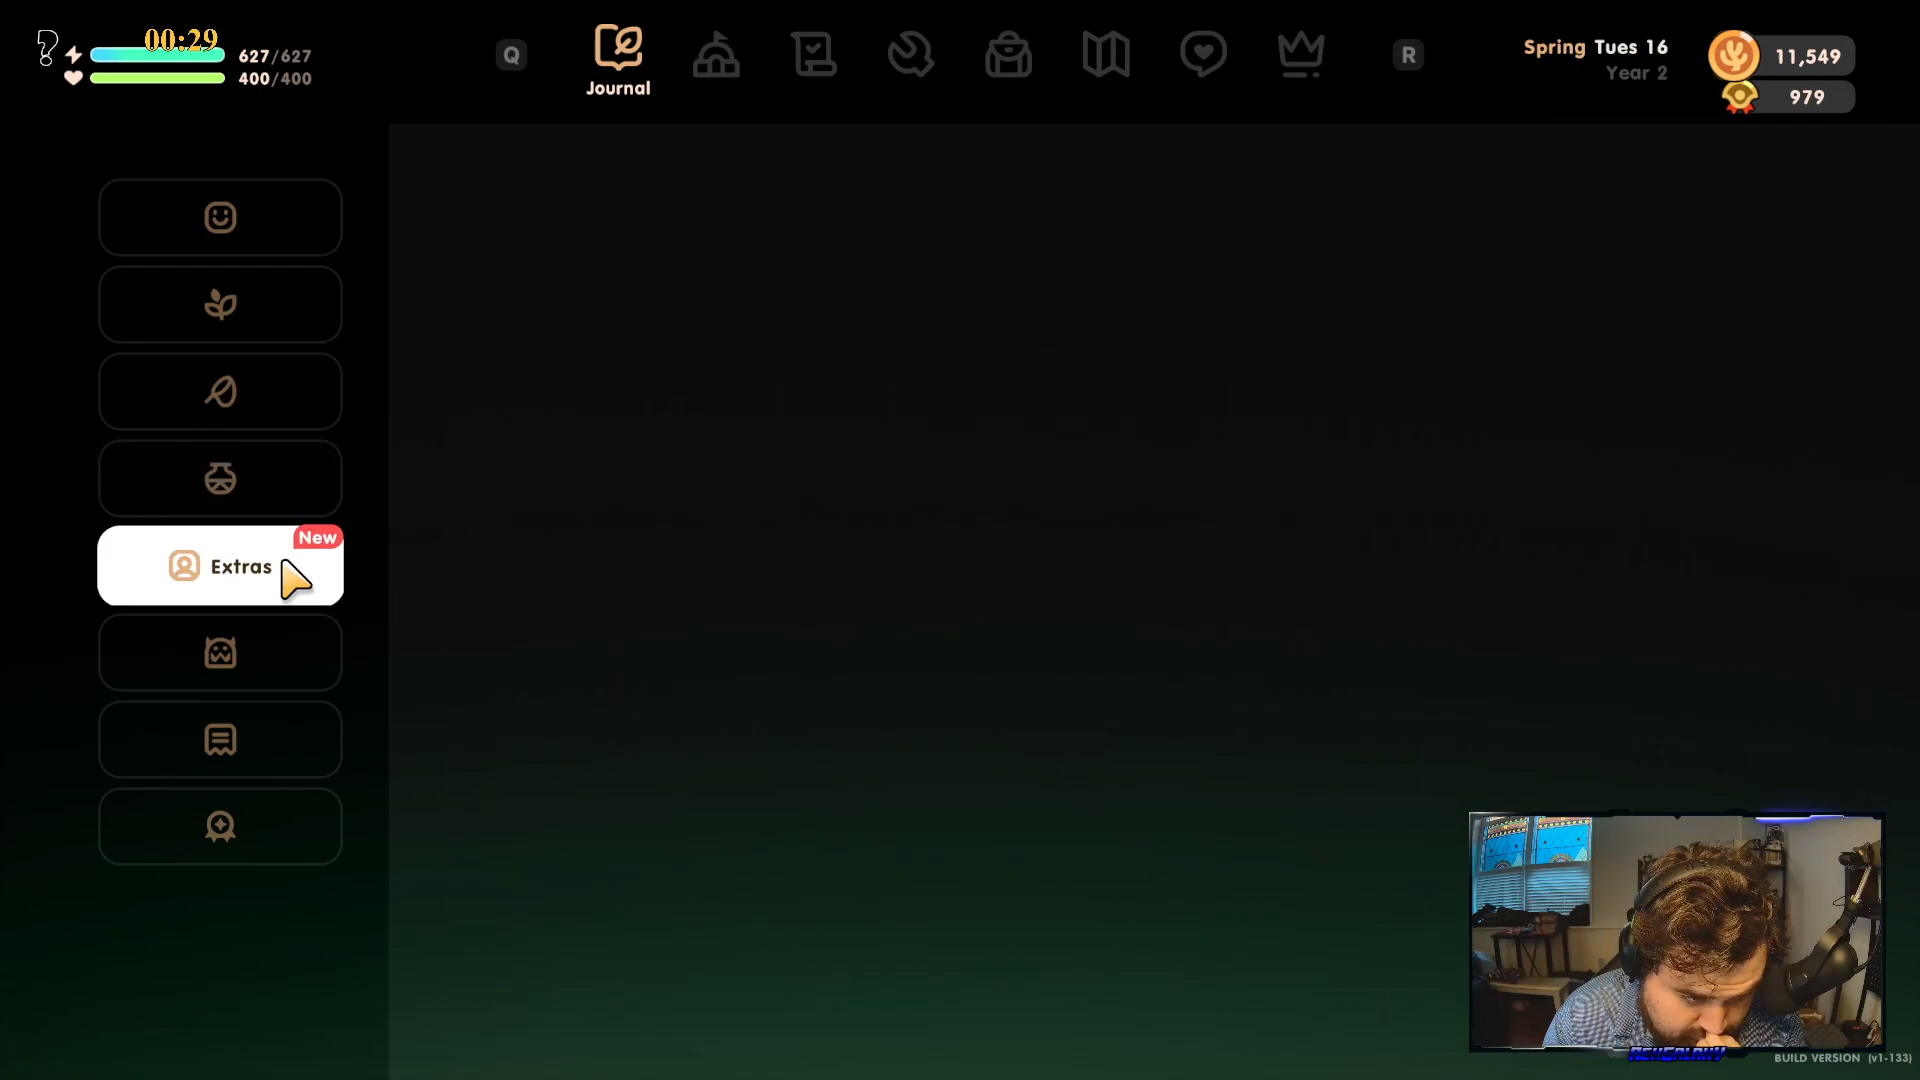 00:29
627/627
400/400
Q
Journal
R
Spring Tues 16
Year 2
11,549
979
New
Extras
BUILD VERSION (v1-133)